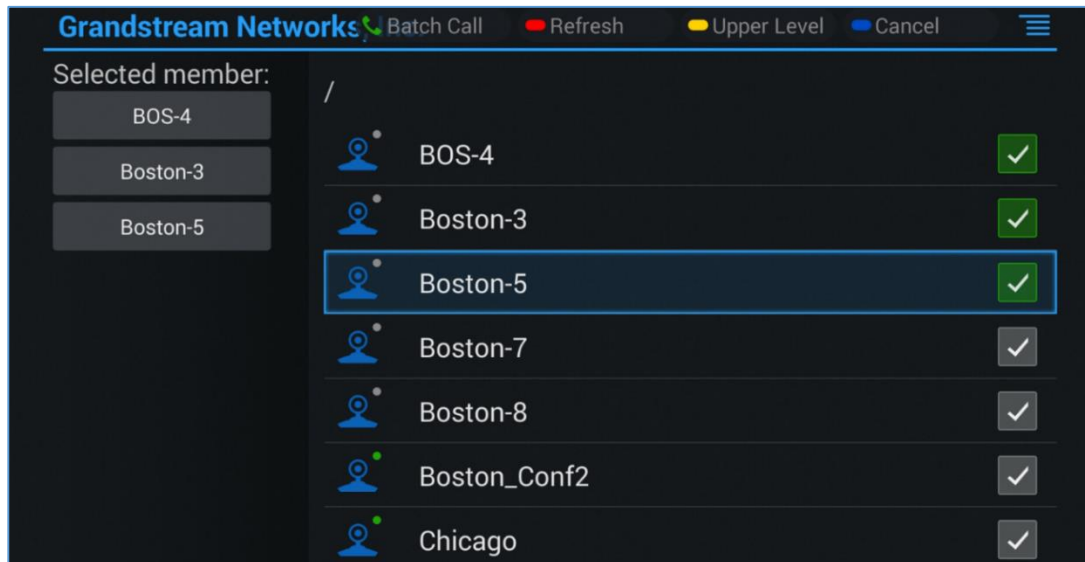 Grandstream Networks
Batch Call
Refresh
Upper Level
Cancel
Selected member:
BOS-4
Boston-3
Boston-5
/
BOS-4
Boston-3
Boston-5
Boston-7
Boston-8
Boston_Conf2
Chicago